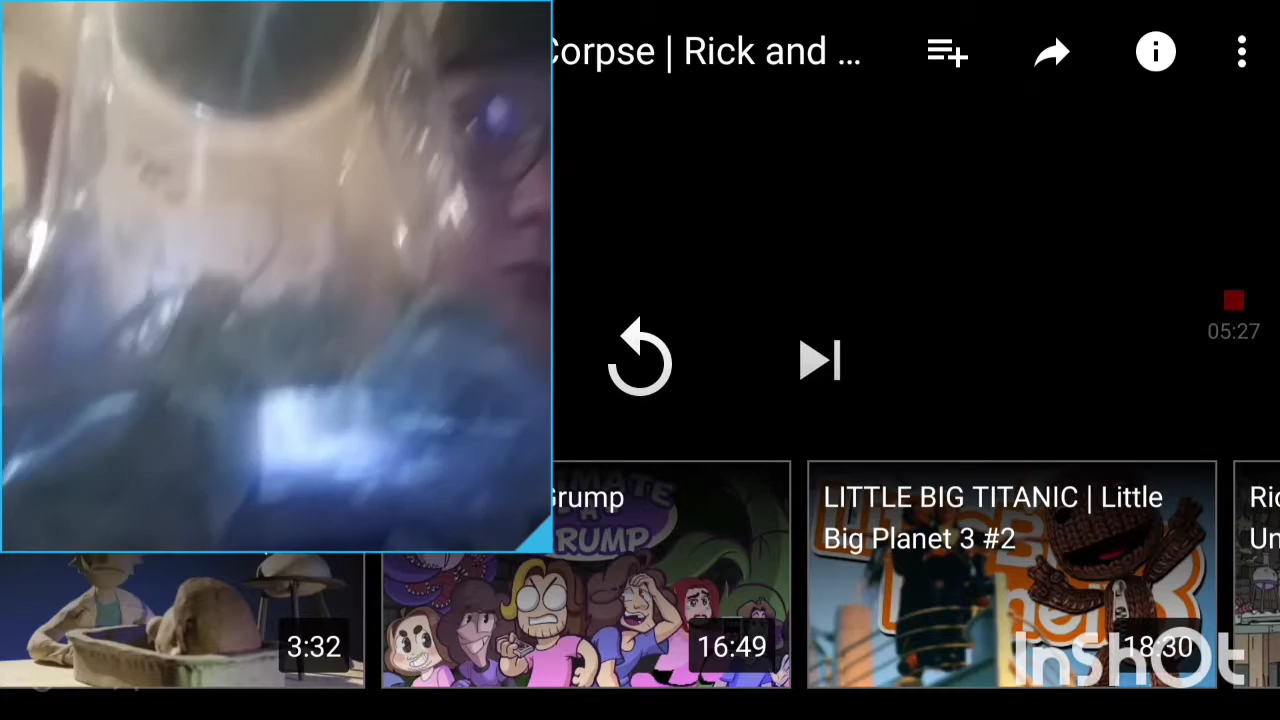 Corpse | Rick and ...
05:27
Grump
LITTLE BIG TITANIC | Little
Big Planet 3 #2
3:32
16:49
18:30
InShOt